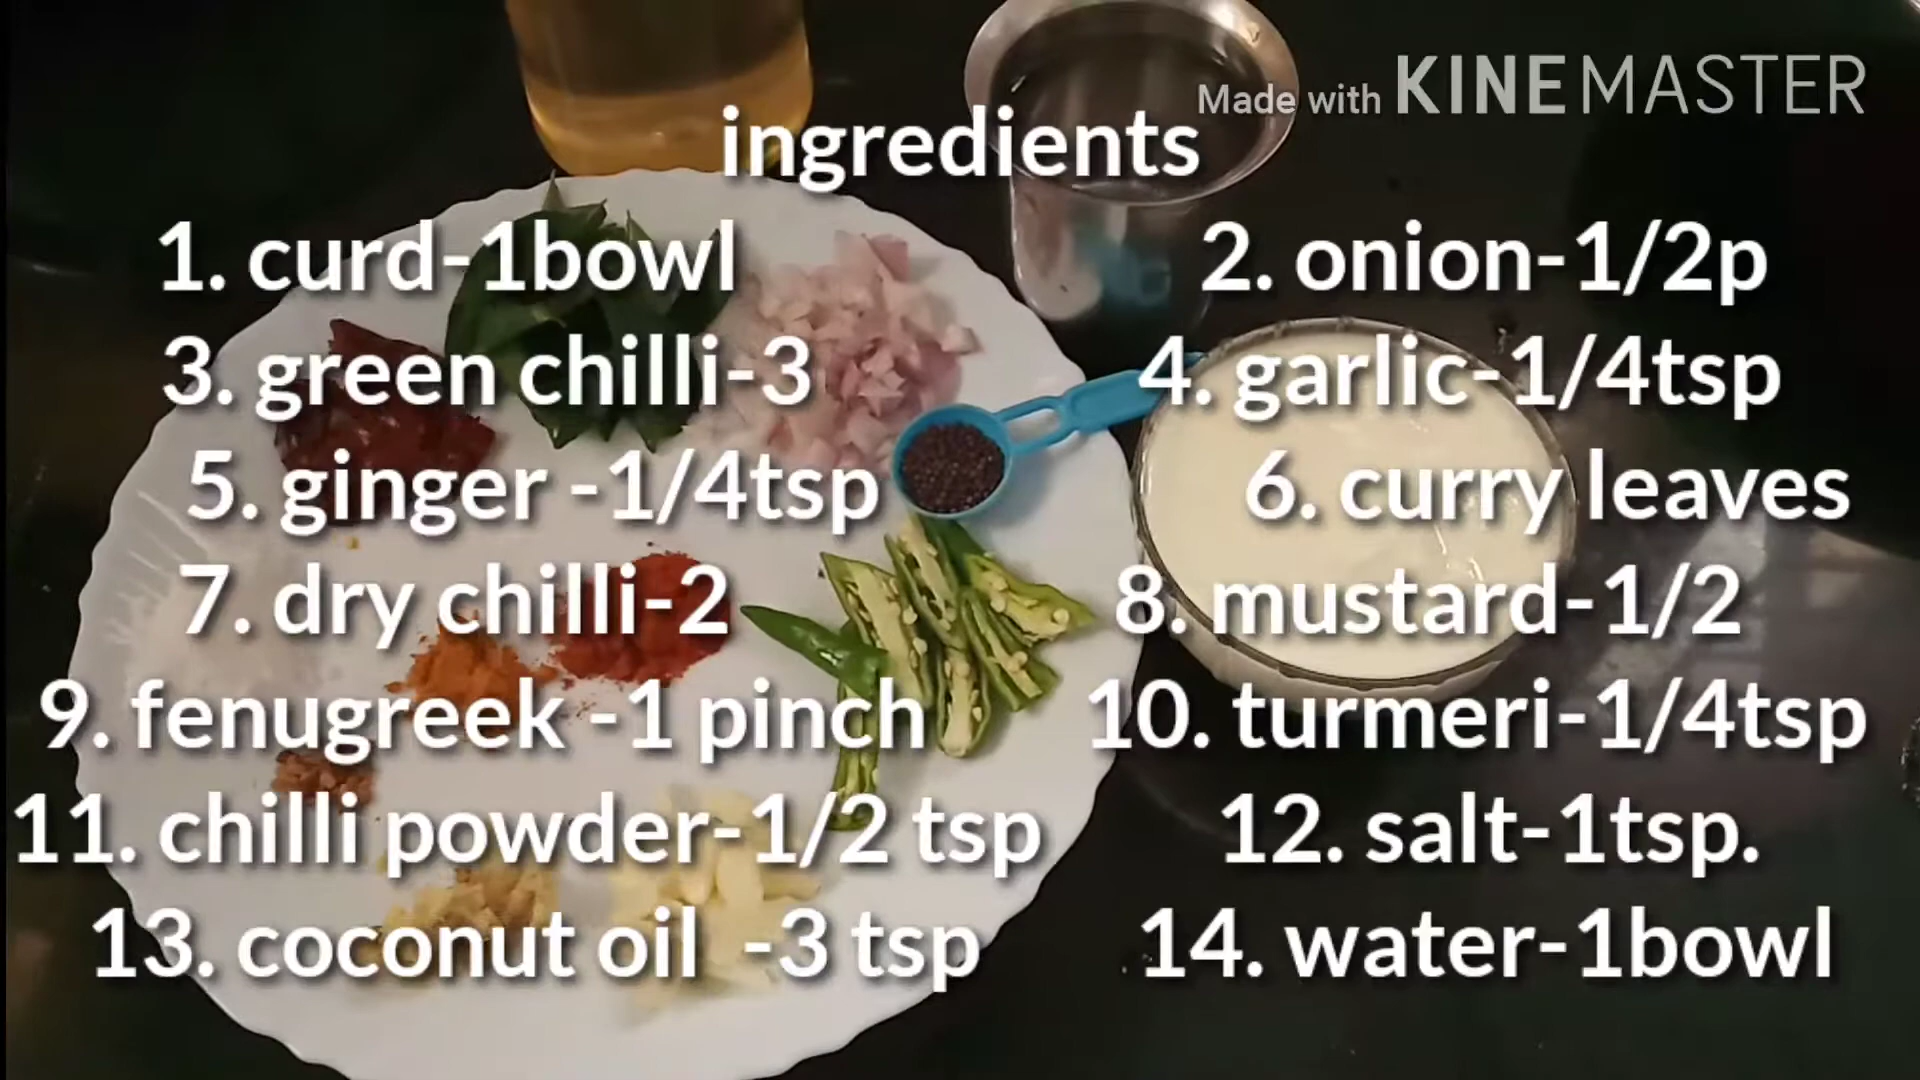 Made with KINEMASTER
ingredients
1. curd-1bowl 2. onion-1/2p
3. green chilli-3 4. garlic-1/4tsp
5. ginger -1/4tsp 6. curry leaves
7. dry chilli-2 8. mustard-1/2
9. fenugreek -1 pinch 10. turmeri-1/4tsp
11. chilli powder-1/2 tsp 12. salt-1tsp.
13. coconut oil -3 tsp 14. water-1bowl